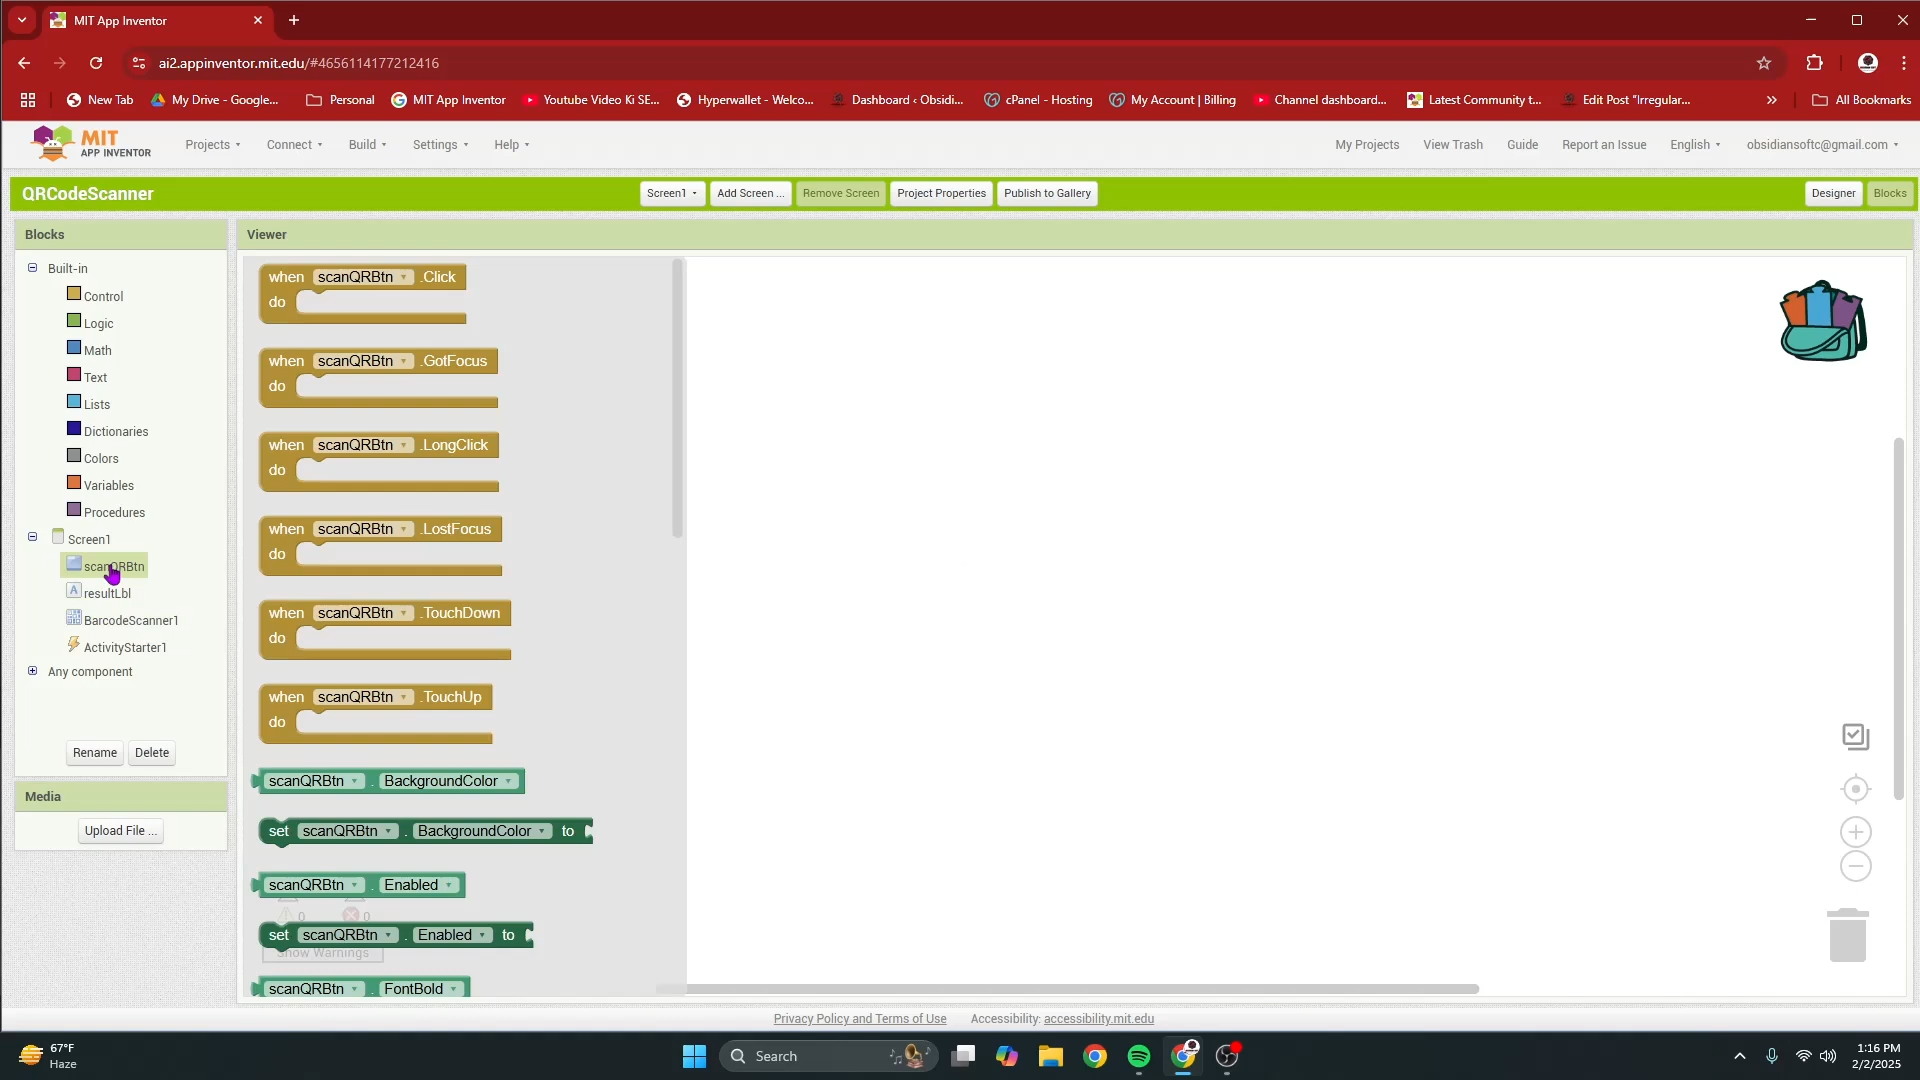 MIT App Inventor
ai2.appinventor.mit.edu/#4656114177212416
New Tab
My Drive - Google...
Personal
MIT App Inventor
Youtube Video Ki SE...
Hyperwallet - Welco...
Dashboard ‹ Obsidi...
cPanel - Hosting
My Account | Billing
Channel dashboard...
Latest Community t...
Edit Post "Irregular...
»
All Bookmarks
MIT
APP INVENTOR
Projects
Connect
Build
Settings
Help
My Projects
View Trash
Guide
Report an Issue
English
obsidiansoftc@gmail.com
QRCodeScanner
Screen1
Add Screen ...
Remove Screen
Project Properties
Publish to Gallery
Designer
Blocks
Blocks
Built-in
Control
Logic
Math
Text
Lists
Dictionaries
Colors
Variables
Procedures
Screen1
scanQRBtn
resultLbl
BarcodeScanner1
ActivityStarter1
Any component
Rename
Delete
Media
Upload File ...
Viewer
when scanQRBtn .Click
do
when scanQRBtn .GotFocus
do
when scanQRBtn .LongClick
do
when scanQRBtn .LostFocus
do
when scanQRBtn .TouchDown
do
when scanQRBtn .TouchUp
do
scanQRBtn . BackgroundColor
set scanQRBtn . BackgroundColor to
scanQRBtn . Enabled
0 0
set scanQRBtn . Enabled to
Show Warnings
scanQRBtn . FontBold
Privacy Policy and Terms of Use
Accessibility: accessibility.mit.edu
67°F
Haze
Search
1:16 PM
2/2/2025